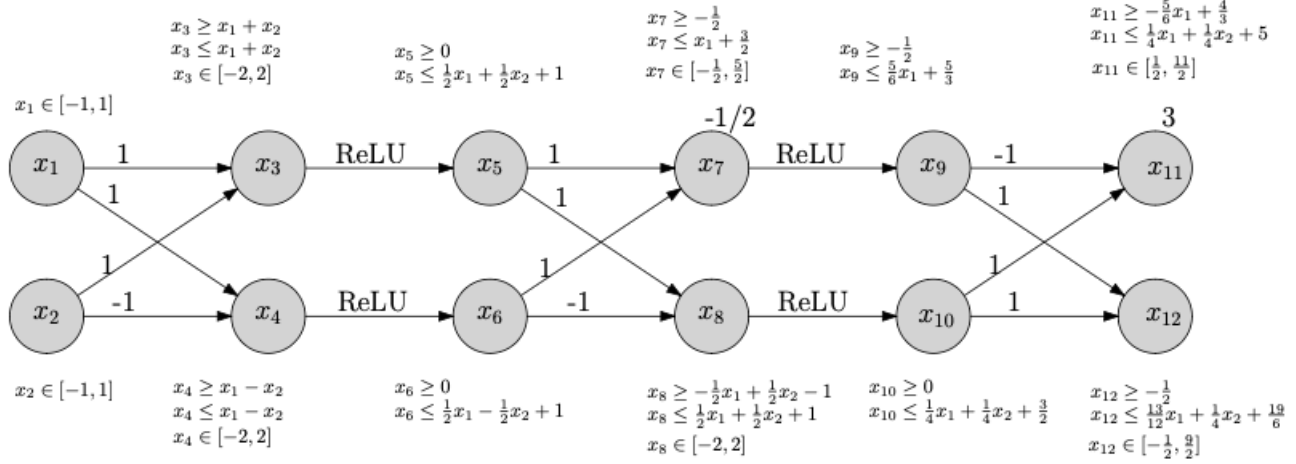 x₃ ≥ x₁ + x₂
x₃ ≤ x₁ + x₂
x₃ ∈ [−2, 2]
x₅ ≥ 0
x₅ ≤ ½x₁ + ½x₂ + 1
x₇ ≥ −½
x₇ ≤ x₁ + 3/2
x₇ ∈ [−½, 5/2]
x₉ ≥ −½
x₉ ≤ 5/6x₁ + 5/3
x₁₁ ≥ −5/6x₁ + 4/3
x₁₁ ≤ ¼x₁ + ¼x₂ + 5
x₁₁ ∈ [½, 11/2]
x₁ ∈ [−1, 1]
-1/2
3
x₁
1
x₃
ReLU
x₅
1
x₇
ReLU
x₉
-1
x₁₁
1
1
1
1
1
1
x₂
-1
x₄
ReLU
x₆
-1
x₈
ReLU
x₁₀
1
x₁₂
x₂ ∈ [−1, 1]
x₄ ≥ x₁ − x₂
x₄ ≤ x₁ − x₂
x₄ ∈ [−2, 2]
x₆ ≥ 0
x₆ ≤ ½x₁ − ½x₂ + 1
x₈ ≥ −½x₁ + ½x₂ − 1
x₈ ≤ ½x₁ + ½x₂ + 1
x₈ ∈ [−2, 2]
x₁₀ ≥ 0
x₁₀ ≤ ¼x₁ + ¼x₂ + 3/2
x₁₂ ≥ −½
x₁₂ ≤ 13/12x₁ + ¼x₂ + 19/6
x₁₂ ∈ [−½, 9/2]